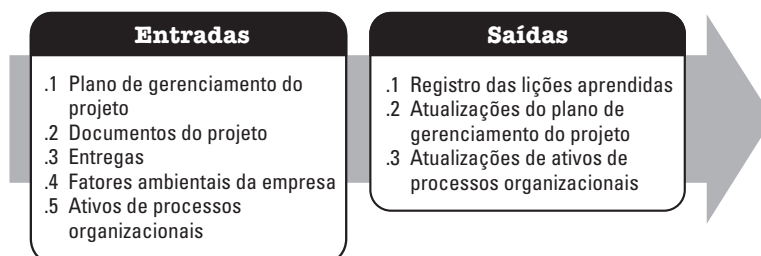 Entradas
.1 Plano de gerenciamento do
projeto
.2 Documentos do projeto
.3 Entregas
.4 Fatores ambientais da empresa
.5 Ativos de processos
organizacionais
Saídas
.1 Registro das lições aprendidas
.2 Atualizações do plano de
gerenciamento do projeto
.3 Atualizações de ativos de
processos organizacionais